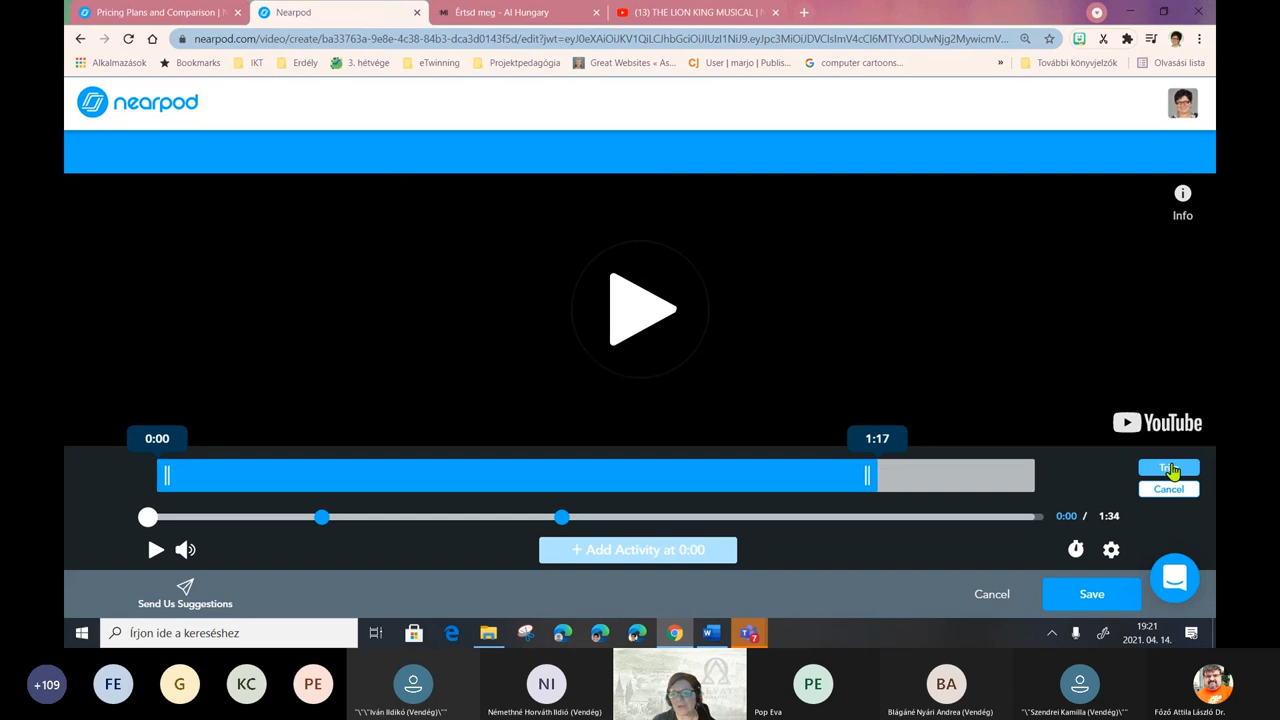 Pricing Plans and Comparison | N
Nearpod
Értsd meg - AI Hungary
(13) THE LION KING MUSICAL | N
nearpod.com/video/create/ba33763a-9e8e-4c38-84b3-dca3d0143f5d/edit?jwt=eyJ0eXAiOiJKV1QiLCJhbGciOiJIUzI1NiJ9.eyJpc3MiOiJDVCIsImV4cCI6MTYxODUwNjg2MywicmV...
Alkalmazások
Bookmarks
IKT
Erdély
3. hétvége
eTwinning
Projektpedagógia
Great Websites « As...
User | marjo | Publis...
computer cartoons...
»
További könyvjelzők
Olvasási lista
nearpod
Info
YouTube
0:00
1:17
Cancel
0:00 / 1:34
+ Add Activity at 0:00
Send Us Suggestions
Cancel
Save
Írjon ide a kereséshez
19:21
2021. 04. 14.
+109
FE
G
KC
PE
NI
PE
BA
"\"Iván Ildikó (Vendég)\""
Némethné Horváth Ildió (Vendég)
Pop Eva
Blágáné Nyári Andrea (Vendég)
"\"Szendrei Kamilla (Vendég)\""
Főző Attila László Dr.